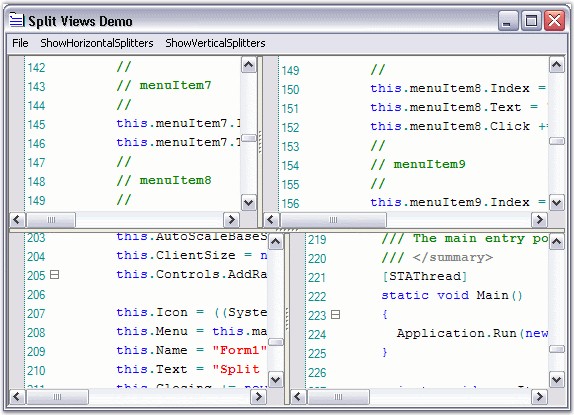 Split Views Demo
File ShowHorizontalSplitters ShowVerticalSplitters
142 //
143 // menuItem7
144 //
145 this.menuItem7.
146 this.menuItem7.
147 //
148 // menuItem8
149 //
149 //
150 this.menuItem8.Index =
151 this.menuItem8.Text =
152 this.menuItem8.Click +=
153 //
154 // menuItem9
155 //
156 this.menuItem9.Index =
203 this.AutoScaleBaseS
204 this.ClientSize = n
205 this.Controls.AddRa
206
207 this.Icon = ((Syste
208 this.Menu = this.ma
209 this.Name = "Form1"
210 this.Text = "Split
211 this.Closing += new
219 /// The main entry po
220 /// </summary>
221 [STAThread]
222 static void Main()
223 {
224 Application.Run(new
225 }
226